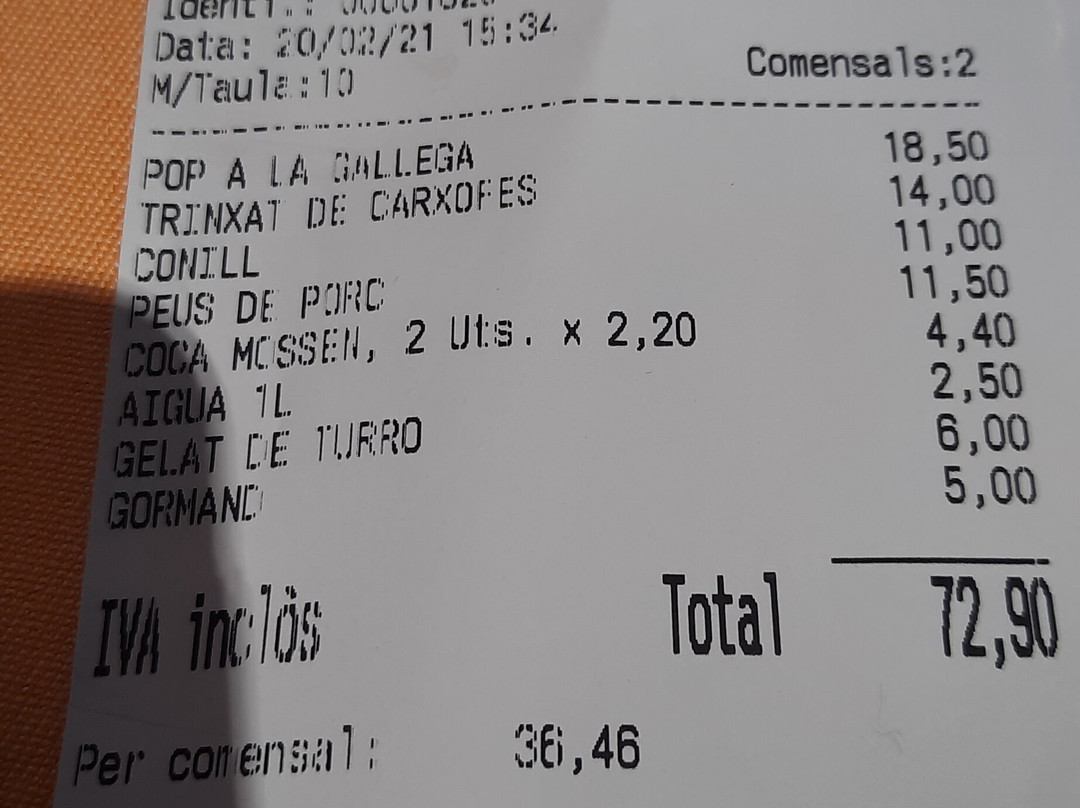 Data: 20/02/21 15:34
M/Taula:10 Comensals:2
POP A LA GALLEGA 18,50
TRINXAT DE CARXOFES 14,00
CONILL 11,00
PEUS DE PORC 11,50
COCA MOSSEN, 2 Uts. x 2,20 4,40
AIGUA 1L 2,50
GELAT DE TURRO 6,00
GORMAND 5,00
IVA inclòs Total 72,90
Per comensal: 36,46